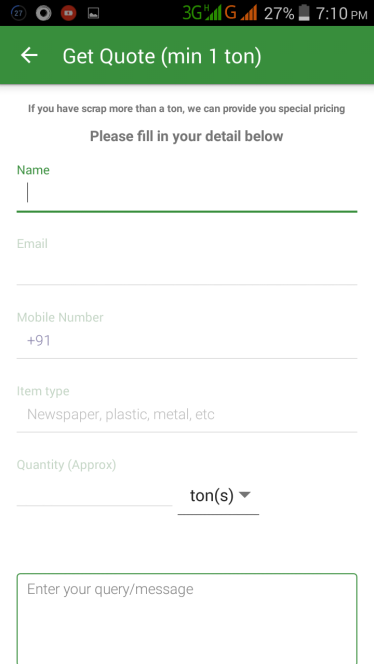 27
3G H G 27% 7:10 PM
Get Quote (min 1 ton)
If you have scrap more than a ton, we can provide you special pricing
Please fill in your detail below
Name
Email
Mobile Number
+91
Item type
Newspaper, plastic, metal, etc
Quantity (Approx)
ton(s)
Enter your query/message